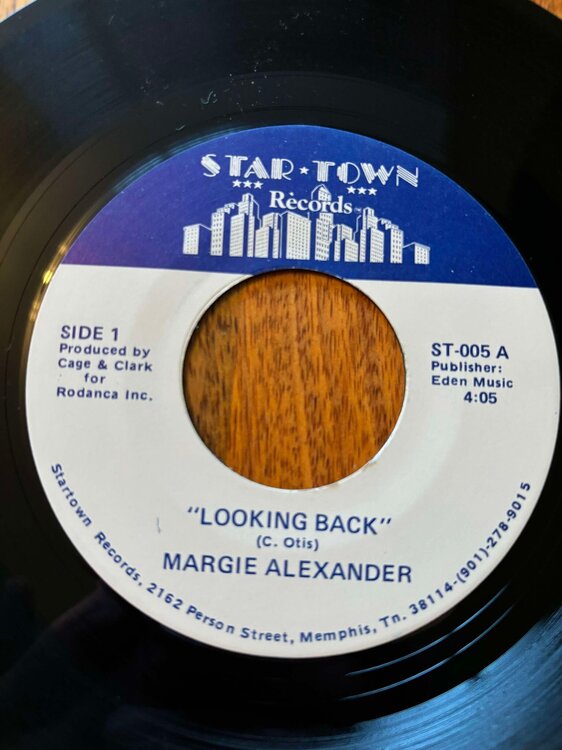 STAR★TOWN
★★★ ★★★
Records
SIDE 1
Produced by
Cage & Clark
for
Rodanca Inc.
ST-005 A
Publisher:
Eden Music
4:05
"LOOKING BACK"
(C. Otis)
MARGIE ALEXANDER
Startown Records, 2162 Person Street, Memphis, Tn. 38114-(901)-278-9015